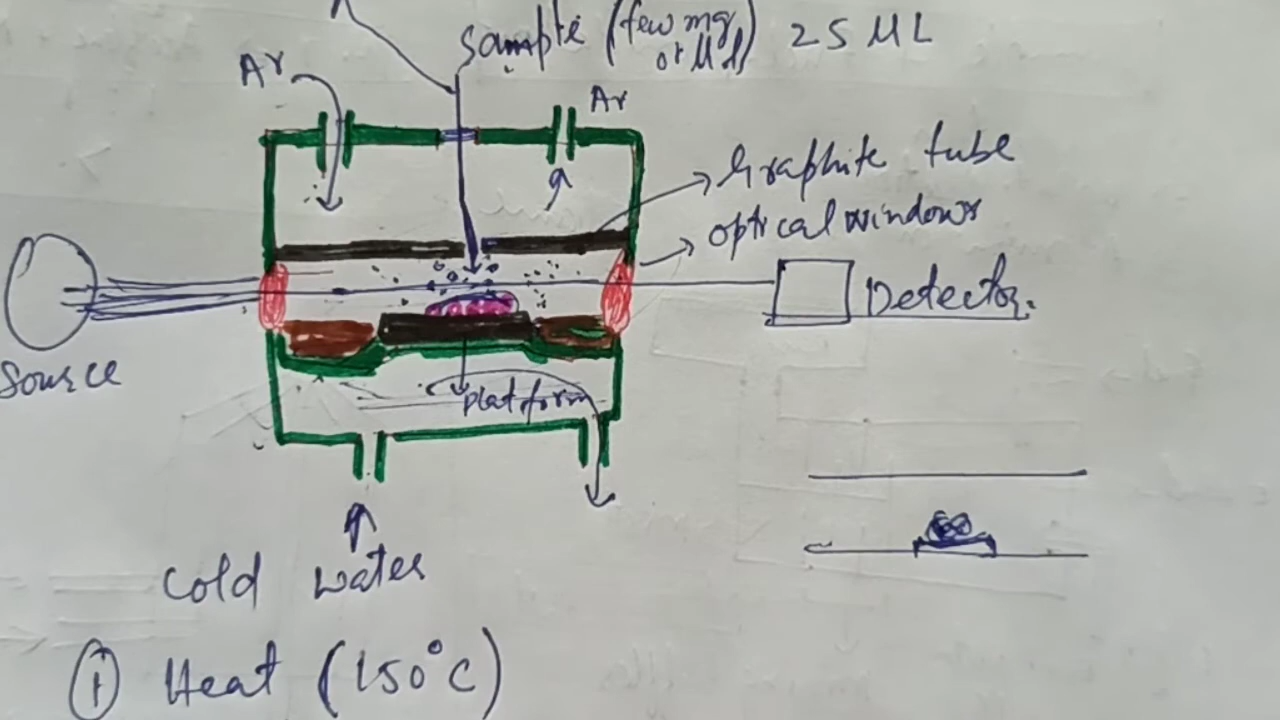 Sample (few mg
or μl) 25 ML
Ar
Ar
Graphite tube
optical windows
Detector.
Source
platform
cold water
① Heat (150°C)